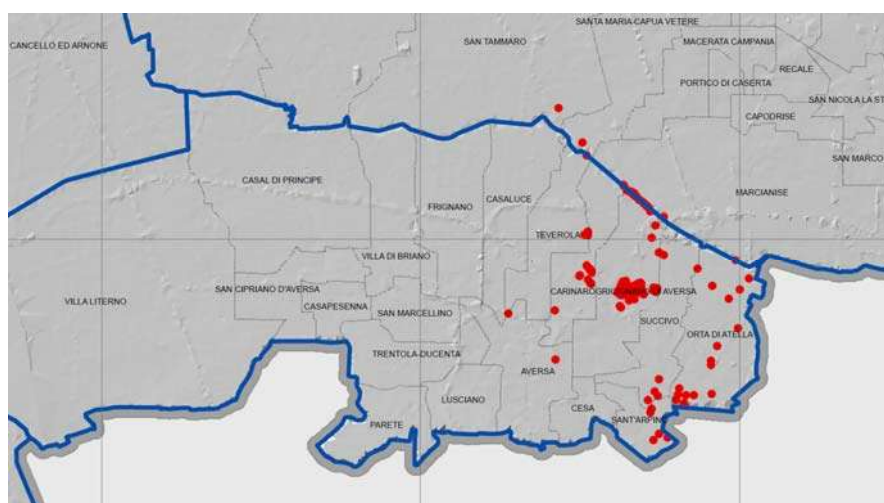 SANTA MARIA-CAPUA VETERE
CANCELLO ED ARNONE
SAN TAMMARO
MACERATA CAMPANIA
RECALE
PORTICO DI CASERTA
SAN NICOLA LA ST
CAPODRISE
SAN MARCO
CASAL DI PRINCIPE
MARCIANISE
CASALUCE
FRIGNANO
TEVEROLA
VILLA DI BRIANO
SAN CIPRIANO D'AVERSA
CARINARO
AVERSA
VILLA LITERNO
CASAPESENNA
SAN MARCELLINO
SUCCIVO
ORTA DI ATELLA
TRENTOLA-DUCENTA
AVERSA
LUSCIANO
CESA
SANT'ARPINO
PARETE